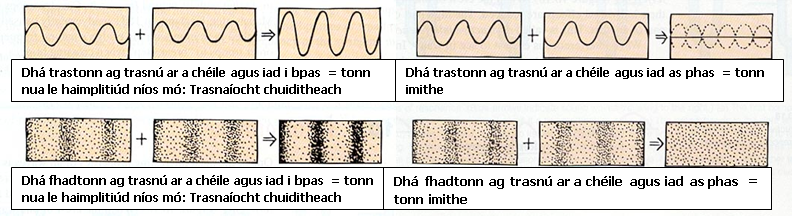 Dhá trastonn ag trasnú ar a chéile agus iad i bpas = tonn
nua le haimplitiúd níos mó: Trasnaíocht chuiditheach
Dhá trastonn ag trasnú ar a chéile agus iad as phas = tonn
imithe
Dhá fhadtonn ag trasnú ar a chéile agus iad i bpas = tonn
nua le haimplitiúd níos mó: Trasnaíocht chuiditheach
Dhá fhadtonn ag trasnú ar a chéile agus iad as phas =
tonn imithe